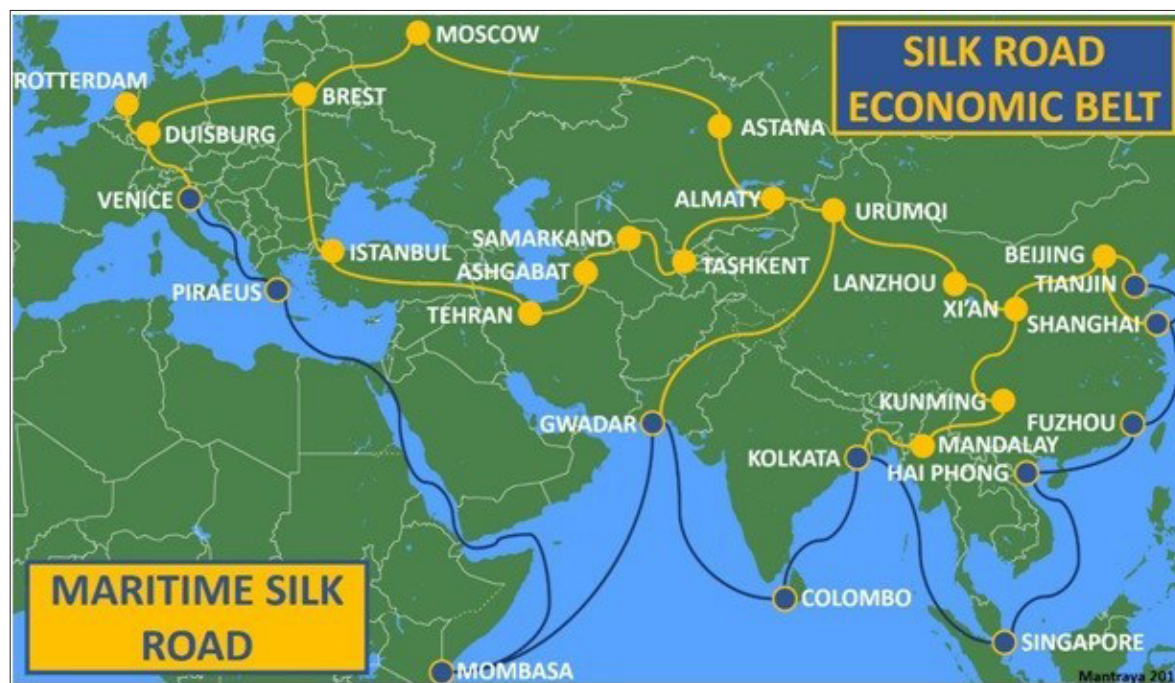 MOSCOW
SILK ROAD
ECONOMIC BELT
ROTTERDAM
BREST
DUISBURG
ASTANA
VENICE
ALMATY
URUMQI
SAMARKAND
ISTANBUL
BEIJING
ASHGABAT
TASHKENT
LANZHOU
TIANJIN
PIRAEUS
TEHRAN
XI'AN
SHANGHAI
KUNMING
GWADAR
FUZHOU
MANDALAY
KOLKATA
HAI PHONG
MARITIME SILK
ROAD
COLOMBO
SINGAPORE
MOMBASA
Mantraya